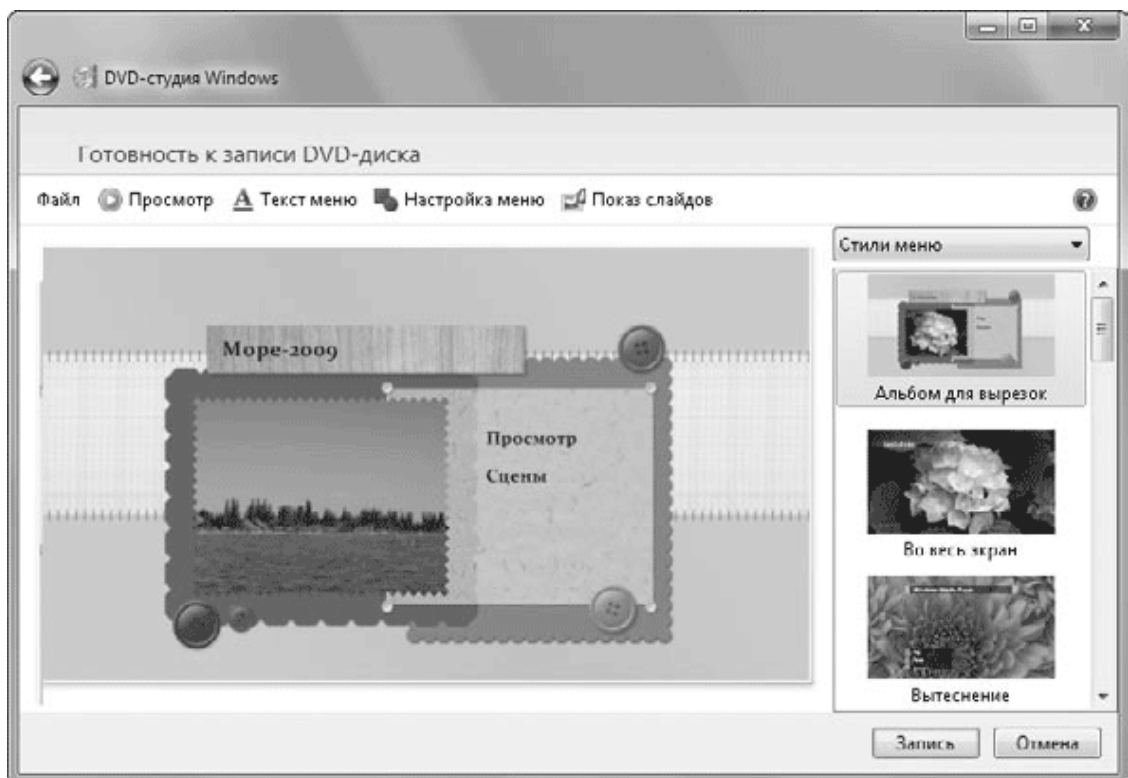 DVD-студия Windows
Готовность к записи DVD-диска
Файл Просмотр Текст меню Настройка меню Показ слайдов
Стили меню
Море-2009
Просмотр
Сцены
Альбом для вырезок
Во весь экран
Вытеснение
Запись Отмена